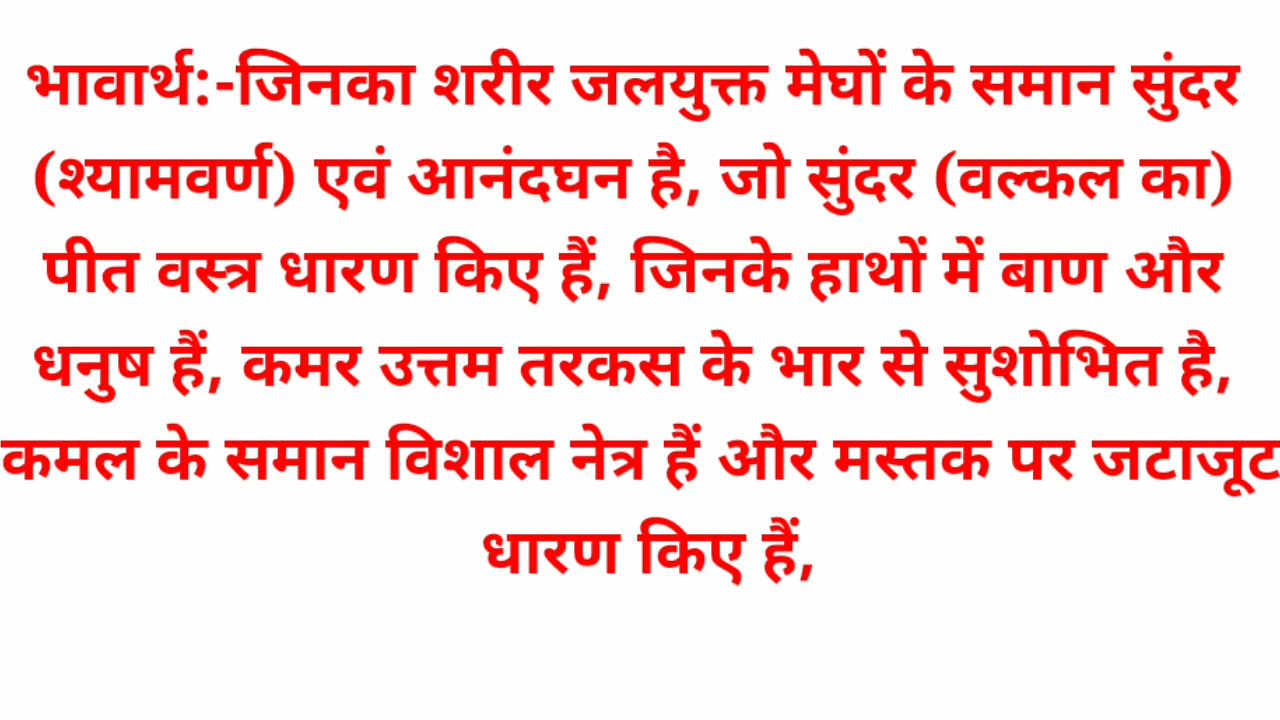 भावार्थ:-जिनका शरीर जलयुक्त मेघों के समान सुंदर
(श्यामवर्ण) एवं आनंदघन है, जो सुंदर (वल्कल का)
पीत वस्त्र धारण किए हैं, जिनके हाथों में बाण और
धनुष हैं, कमर उत्तम तरकस के भार से सुशोभित है,
कमल के समान विशाल नेत्र हैं और मस्तक पर जटाजूट
धारण किए हैं,